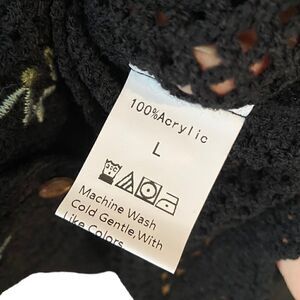 100%Acrylic
L
Machine Wash
Cold Gentle,With
Like Colors